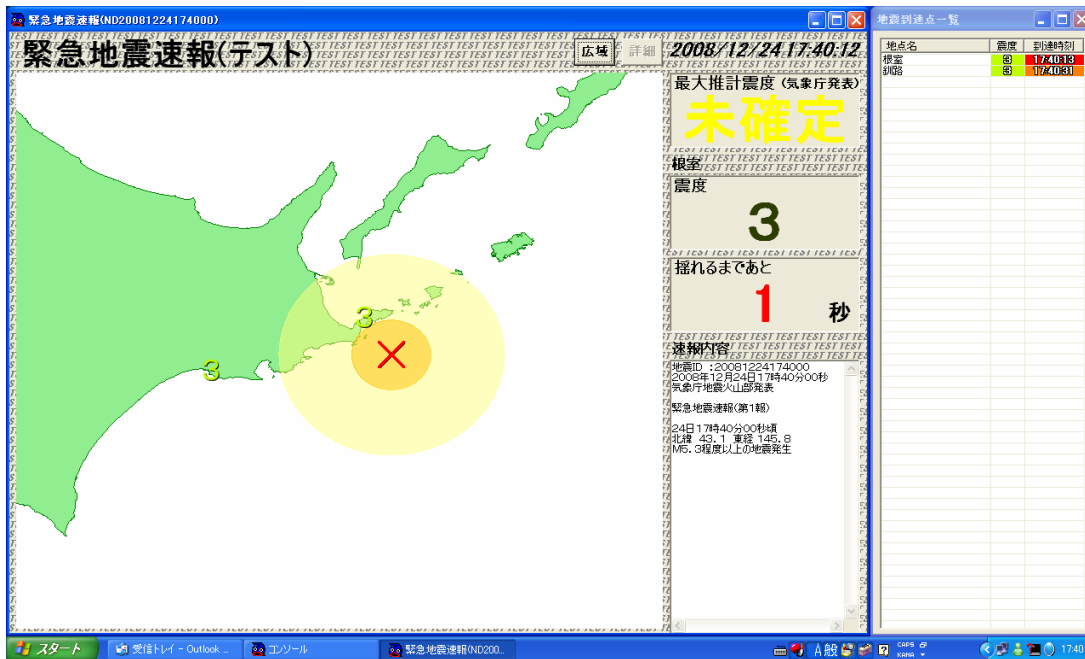 緊急地震速報(ND20081224174000)
緊急地震速報(テスト)
広域
詳細
2008/12/24 17:40:12
最大推計震度 (気象庁発表)
未確定
根室
震度
3
揺れるまであと
1 秒
速報内容
地震ID :20081224174000
2008年12月24日17時40分00秒
気象庁地震火山部発表
緊急地震速報(第1報)
24日17時40分00秒頃
北緯 43.1 東経 145.8
M5.3程度以上の地震発生
3
3
地震到達点一覧
地点名 震度 到達時刻
根室 3 17:40:13
釧路 3 17:40:31
スタート
受信トレイ - Outlook ...
コンソール
緊急地震速報(ND200...
A 般
CAPS
KANA
17:40